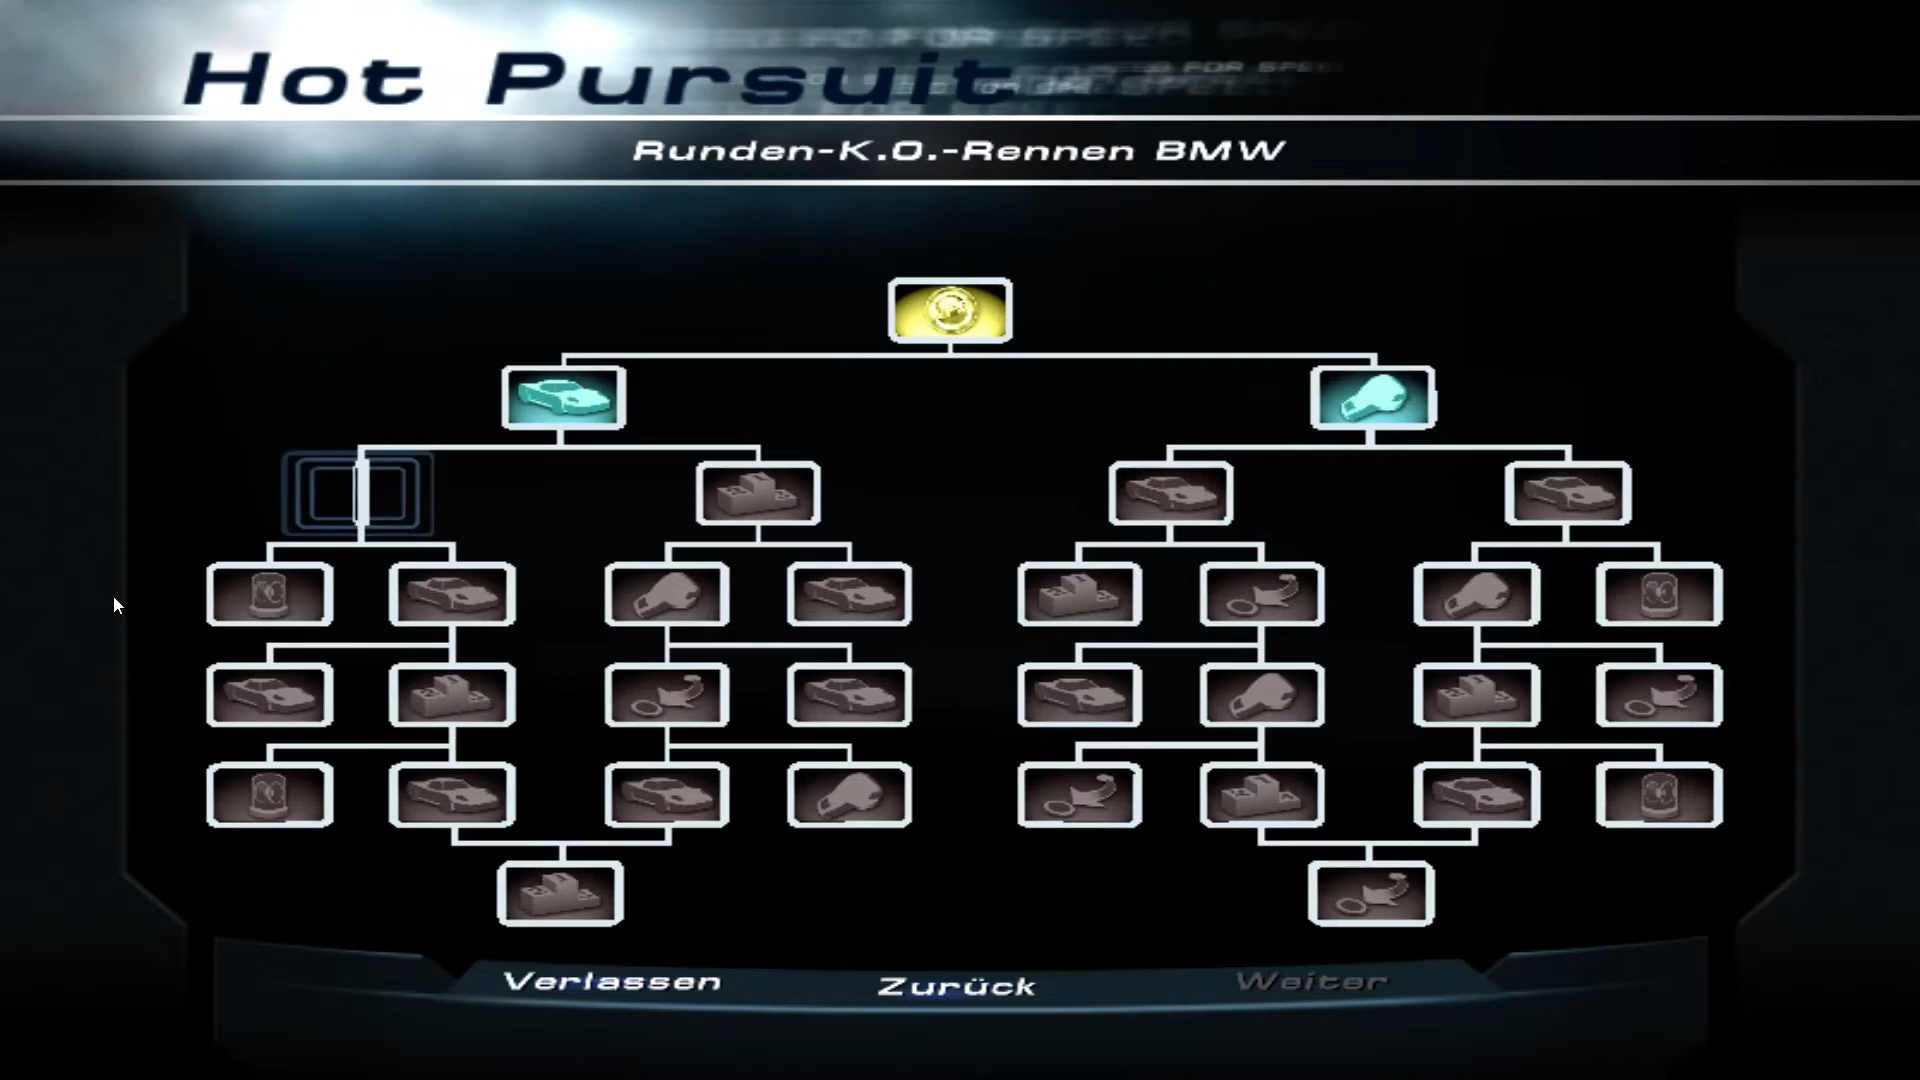 Hot Pursuit
Runden-K.O.-Rennen BMW
Verlassen
Zurück
Weiter